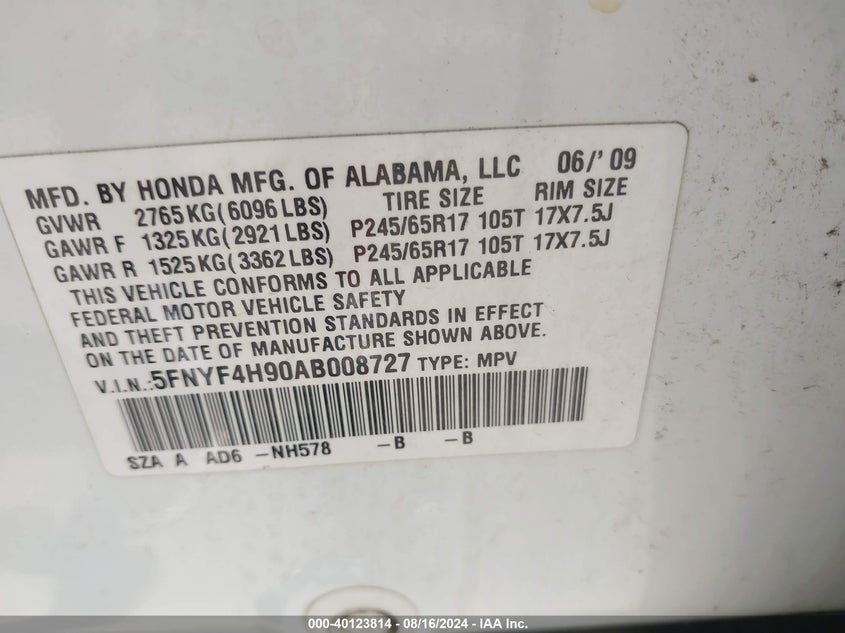 MFD. BY HONDA MFG. OF ALABAMA, LLC 06/'09
GVWR 2765KG(6096LBS) TIRE SIZE RIM SIZE
GAWR F 1325KG(2921LBS) P245/65R17 105T 17X7.5J
GAWR R 1525KG(3362LBS) P245/65R17 105T 17X7.5J
THIS VEHICLE CONFORMS TO ALL APPLICABLE
FEDERAL MOTOR VEHICLE SAFETY
AND THEFT PREVENTION STANDARDS IN EFFECT
ON THE DATE OF MANUFACTURE SHOWN ABOVE.
V.I.N.:5FNYF4H90AB008727 TYPE: MPV
SZA A AD6 -NH578 -B -B
000-40123814 - 08/16/2024 - IAA Inc.